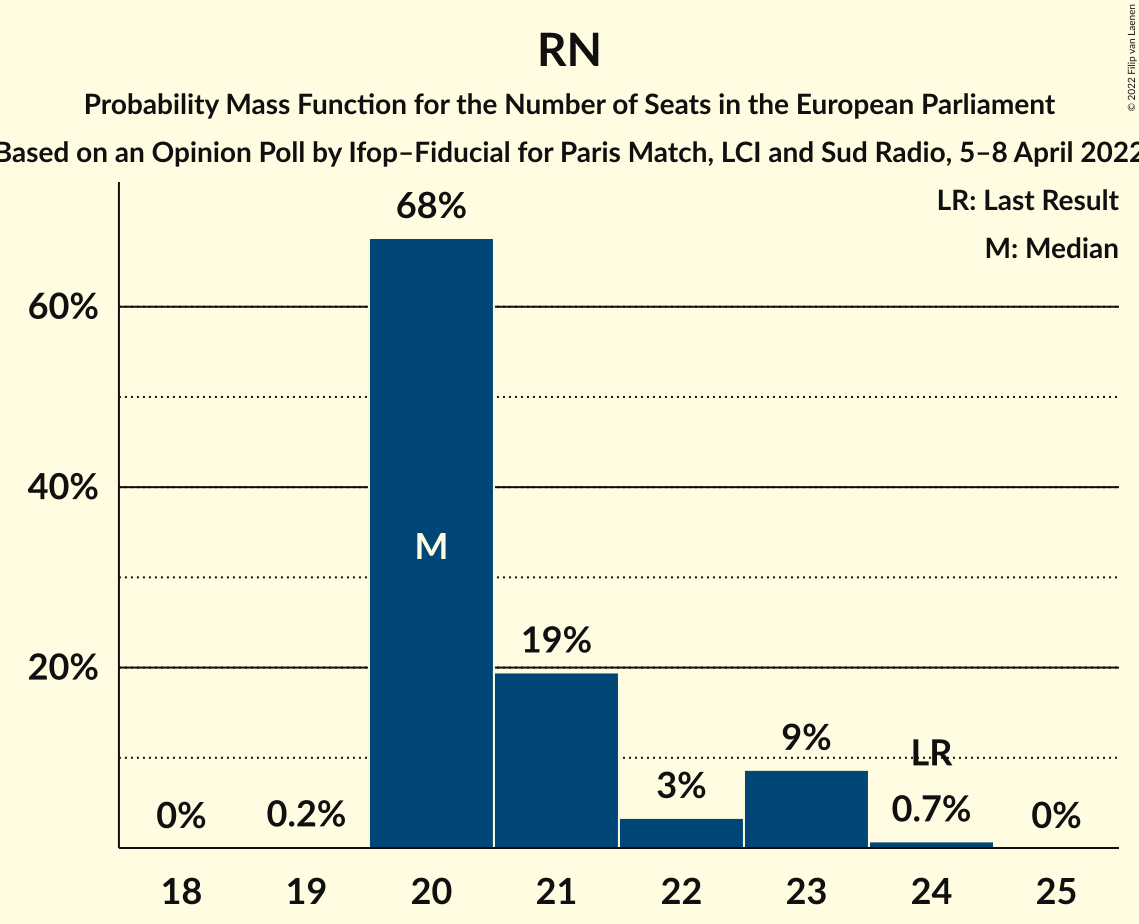 RN
Probability Mass Function for the Number of Seats in the European Parliament
Based on an Opinion Poll by Ifop–Fiducial for Paris Match, LCI and Sud Radio, 5–8 April 2022
© 2022 Filip van Laenen
LR: Last Result
M: Median
60%
40%
20%
0%
0.2%
68%
M
19%
3%
9%
LR
0.7%
0%
18
19
20
21
22
23
24
25